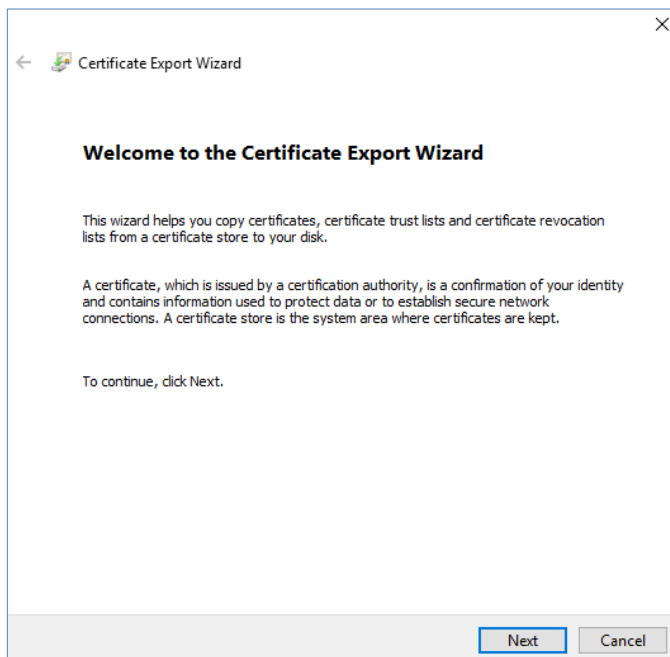 Certificate Export Wizard
Welcome to the Certificate Export Wizard
This wizard helps you copy certificates, certificate trust lists and certificate revocation
lists from a certificate store to your disk.
A certificate, which is issued by a certification authority, is a confirmation of your identity
and contains information used to protect data or to establish secure network
connections. A certificate store is the system area where certificates are kept.
To continue, click Next.
Next
Cancel